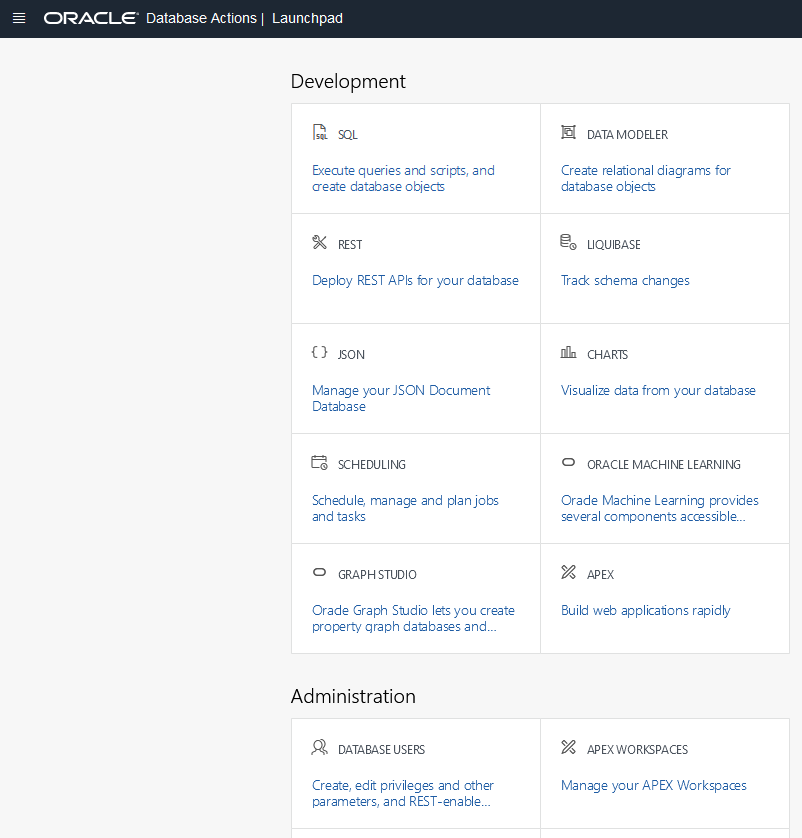 ORACLE Database Actions | Launchpad
Development
SQL
Execute queries and scripts, and
create database objects
DATA MODELER
Create relational diagrams for
database objects
REST
Deploy REST APIs for your database
LIQUIBASE
Track schema changes
JSON
Manage your JSON Document
Database
CHARTS
Visualize data from your database
SCHEDULING
Schedule, manage and plan jobs
and tasks
ORACLE MACHINE LEARNING
Oracle Machine Learning provides
several components accessible...
GRAPH STUDIO
Oracle Graph Studio lets you create
property graph databases and...
APEX
Build web applications rapidly
Administration
DATABASE USERS
Create, edit privileges and other
parameters, and REST-enable...
APEX WORKSPACES
Manage your APEX Workspaces